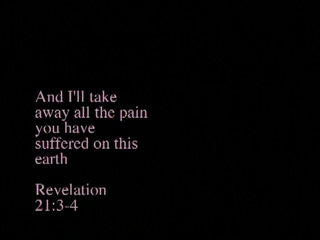 And I'll take
away all the pain
you have
suffered on this
earth
Revelation
21:3-4